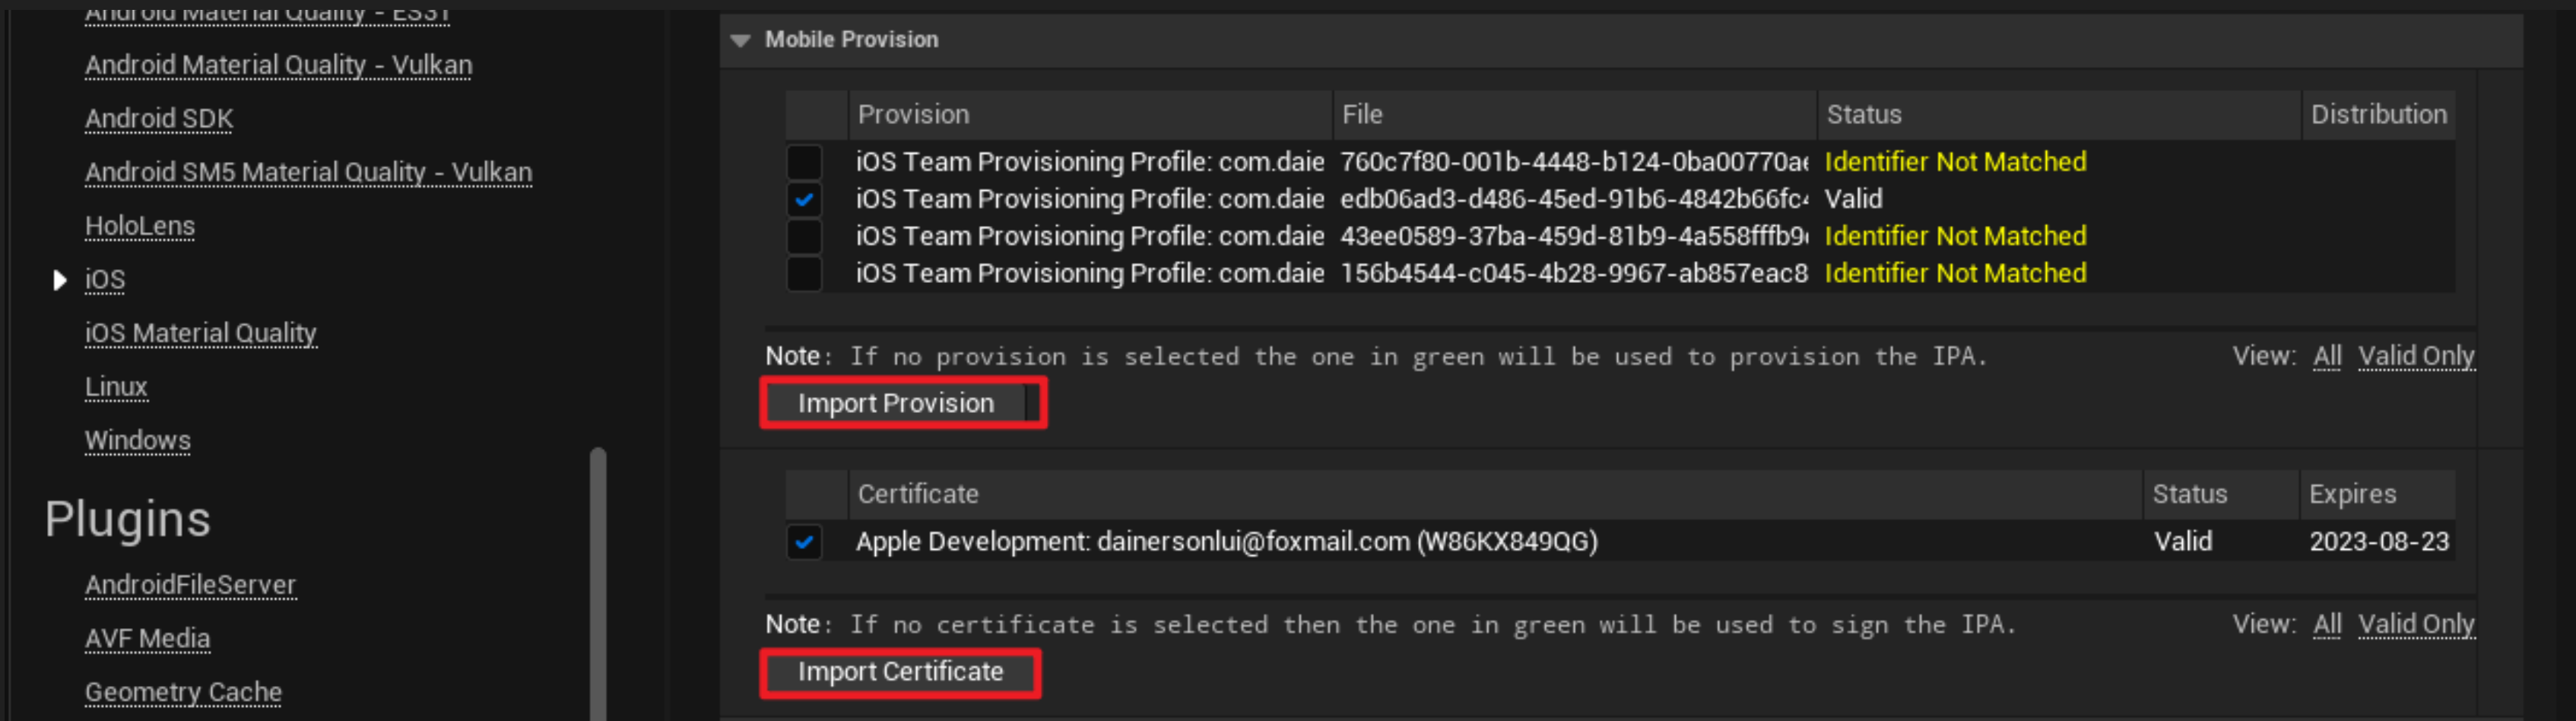 Android Material Quality - ES31
Android Material Quality - Vulkan
Android SDK
Android SM5 Material Quality - Vulkan
HoloLens
iOS
iOS Material Quality
Linux
Windows
Plugins
AndroidFileServer
AVF Media
Geometry Cache
Mobile Provision
Provision File Status Distribution
iOS Team Provisioning Profile: com.daie 760c7f80-001b-4448-b124-0ba00770ae Identifier Not Matched
iOS Team Provisioning Profile: com.daie edb06ad3-d486-45ed-91b6-4842b66fc4 Valid
iOS Team Provisioning Profile: com.daie 43ee0589-37ba-459d-81b9-4a558fffb9 Identifier Not Matched
iOS Team Provisioning Profile: com.daie 156b4544-c045-4b28-9967-ab857eac8 Identifier Not Matched
Note: If no provision is selected the one in green will be used to provision the IPA. View: All Valid Only
Import Provision
Certificate Status Expires
Apple Development: dainersonlui@foxmail.com (W86KX849QG) Valid 2023-08-23
Note: If no certificate is selected then the one in green will be used to sign the IPA. View: All Valid Only
Import Certificate